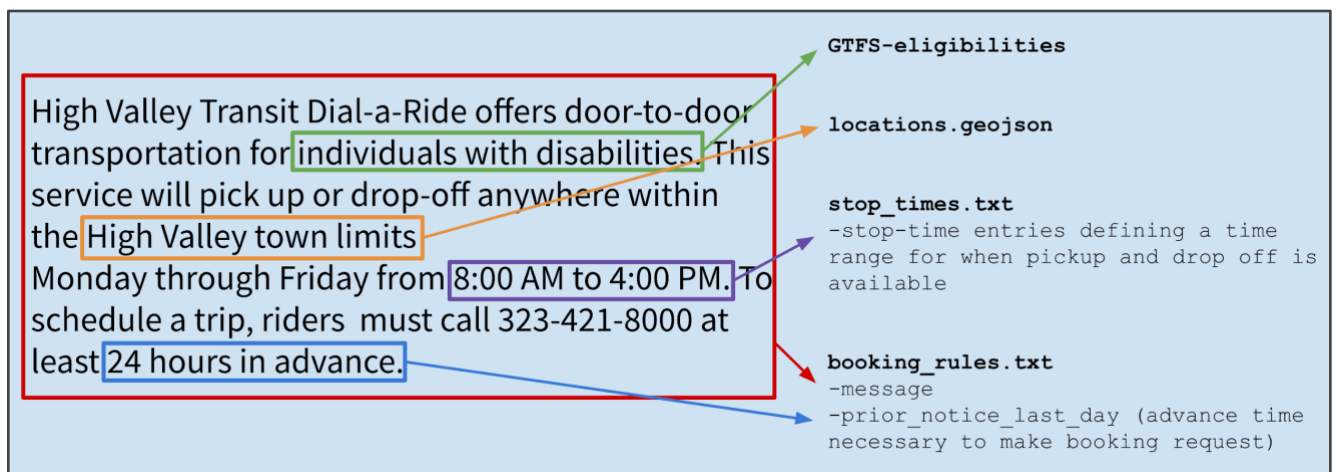 High Valley Transit Dial-a-Ride offers door-to-door
transportation for individuals with disabilities. This
service will pick up or drop-off anywhere within
the High Valley town limits
Monday through Friday from 8:00 AM to 4:00 PM. To
schedule a trip, riders  must call 323-421-8000 at
least 24 hours in advance.
GTFS-eligibilities
locations.geojson
stop_times.txt
-stop-time entries defining a time
range for when pickup and drop off is
available
booking_rules.txt
-message
-prior_notice_last_day (advance time
necessary to make booking request)